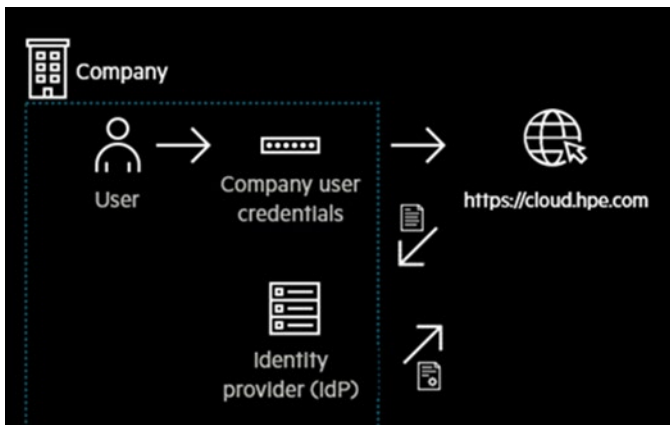 Company
User
Company user
credentials
https://cloud.hpe.com
Identity
provider (IdP)